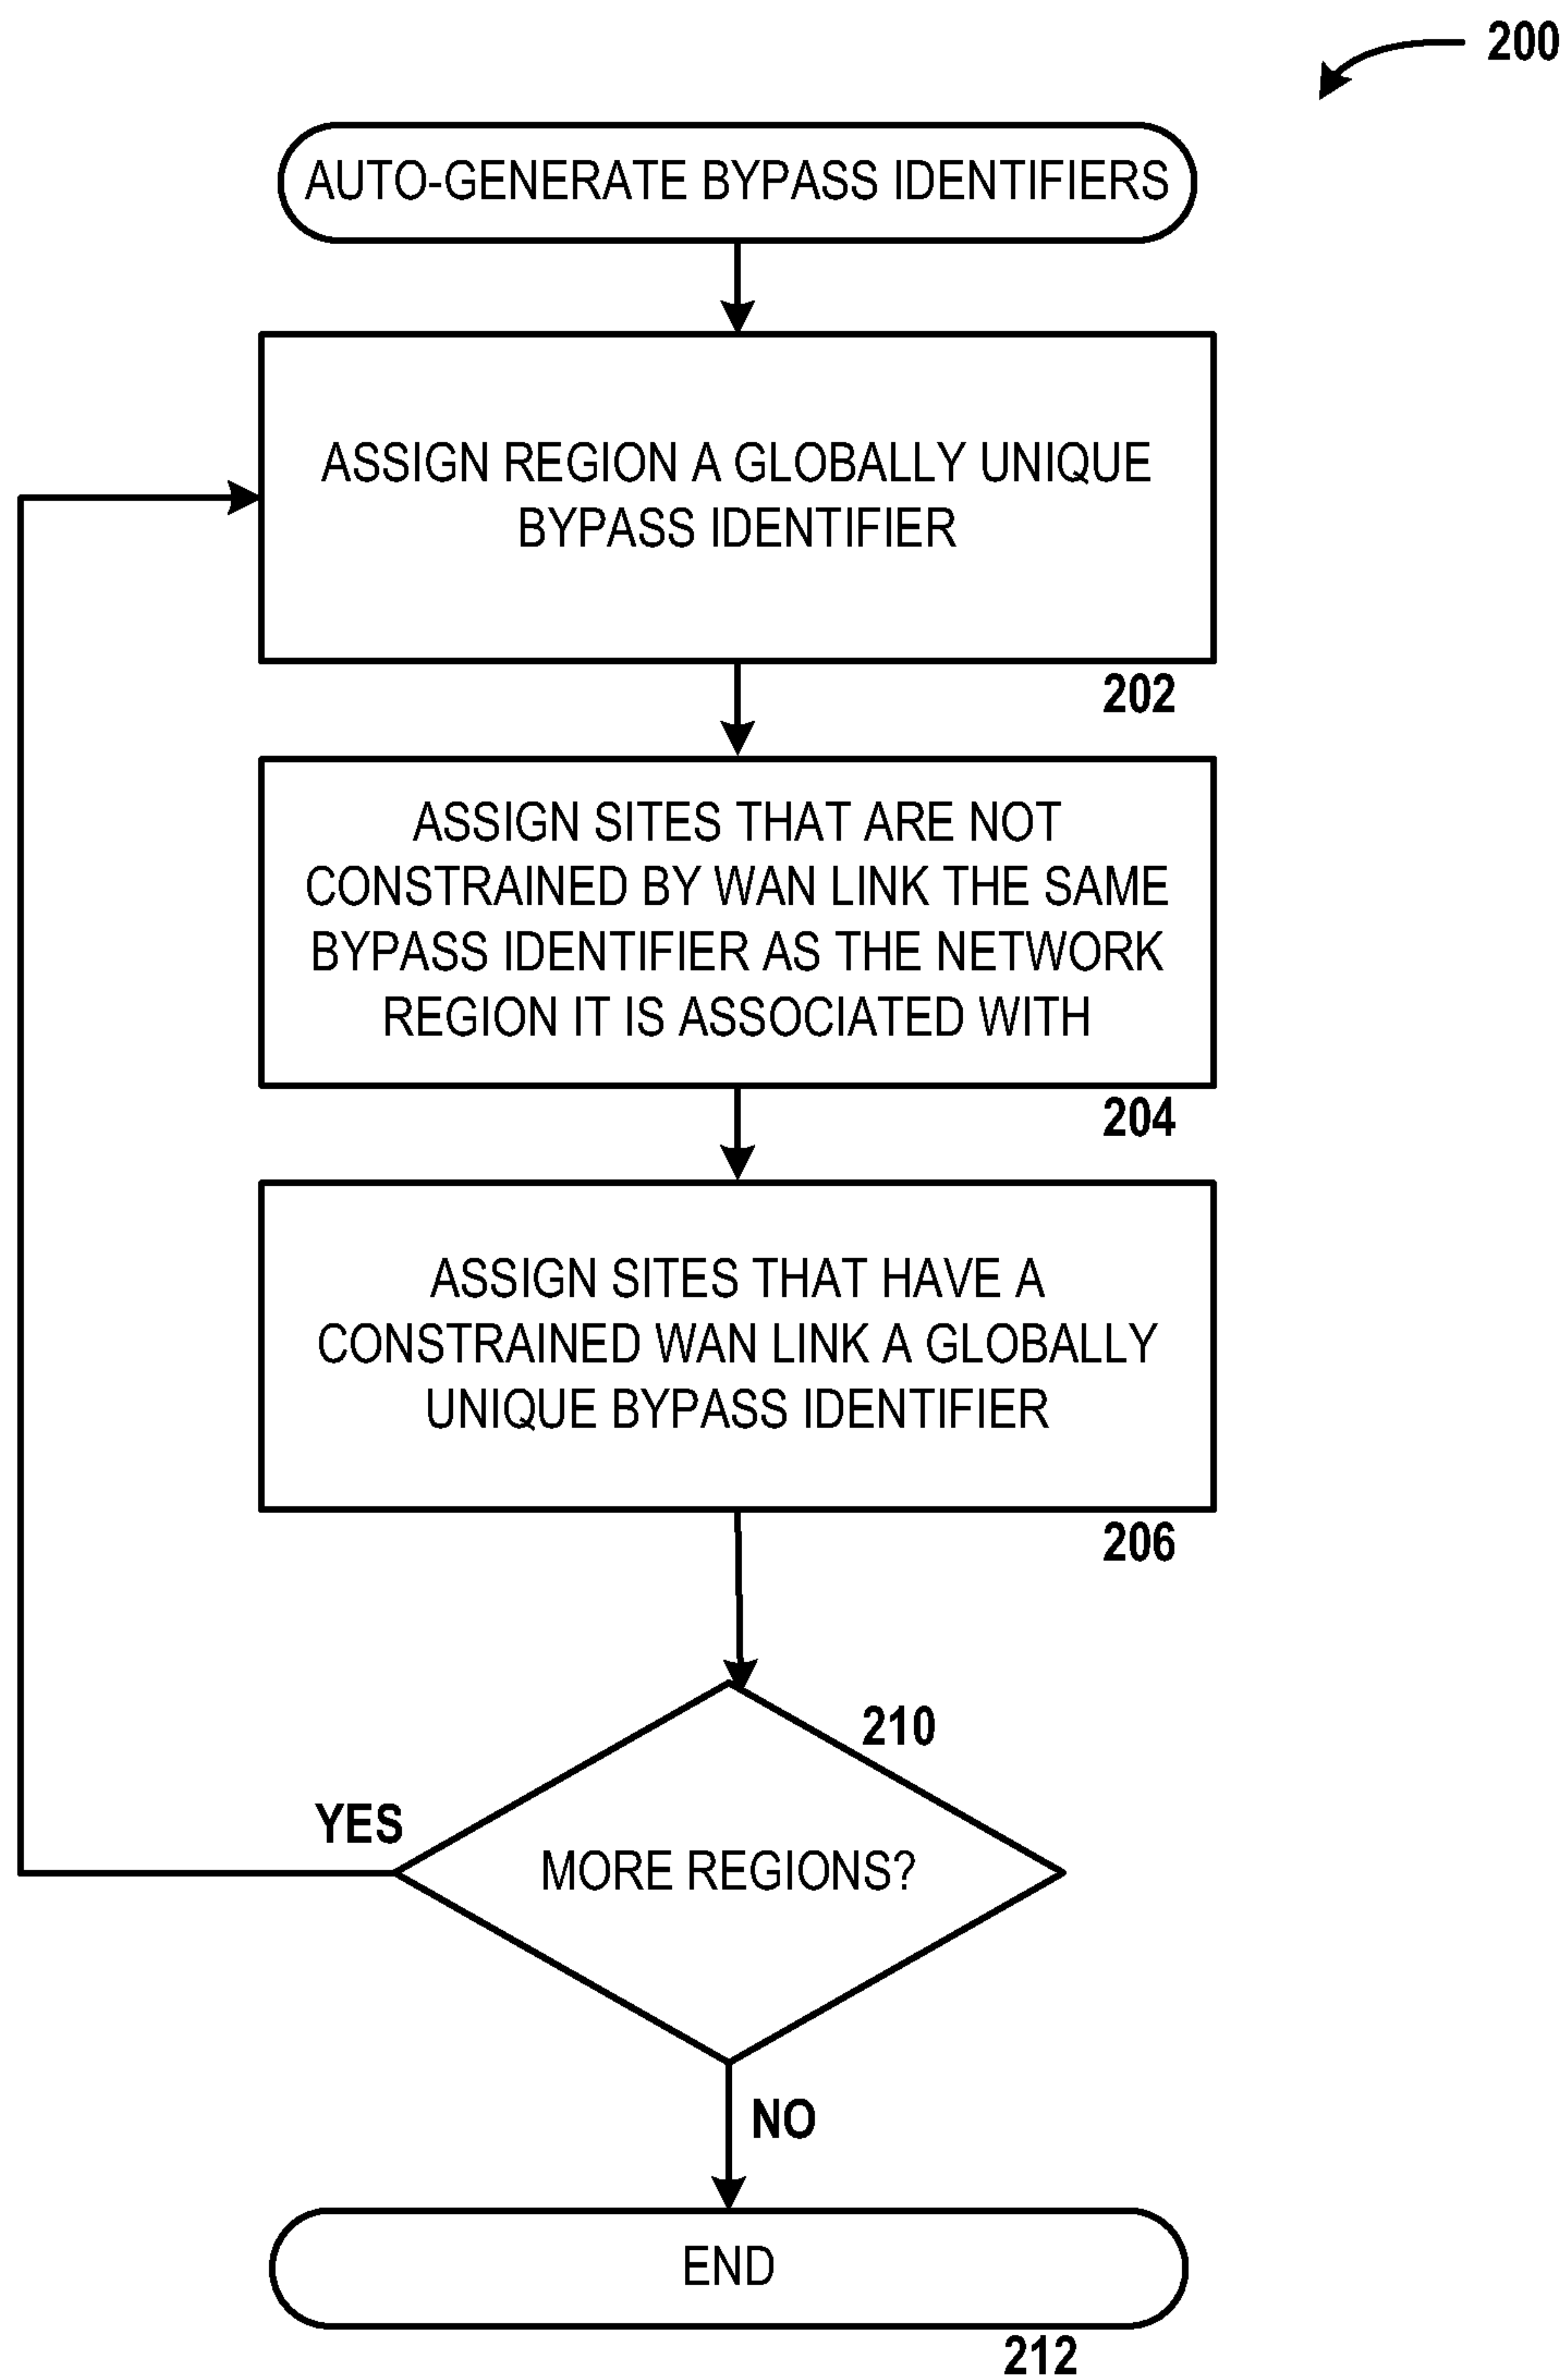 200
AUTO-GENERATE BYPASS IDENTIFIERS
ASSIGN REGION A GLOBALLY UNIQUE
BYPASS IDENTIFIER
202
ASSIGN SITES THAT ARE NOT
CONSTRAINED BY WAN LINK THE SAME
BYPASS IDENTIFIER AS THE NETWORK
REGION IT IS ASSOCIATED WITH
204
ASSIGN SITES THAT HAVE A
CONSTRAINED WAN LINK A GLOBALLY
UNIQUE BYPASS IDENTIFIER
206
210
YES
MORE REGIONS?
NO
END
212